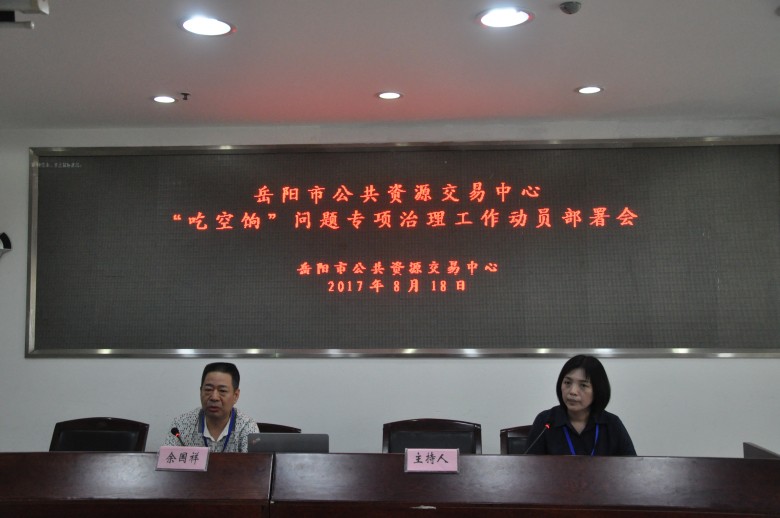 岳阳市公共资源交易中心
“吃空饷”问题专项治理工作动员部署会
岳阳市公共资源交易中心
2017年8月18日
余国祥
主持人